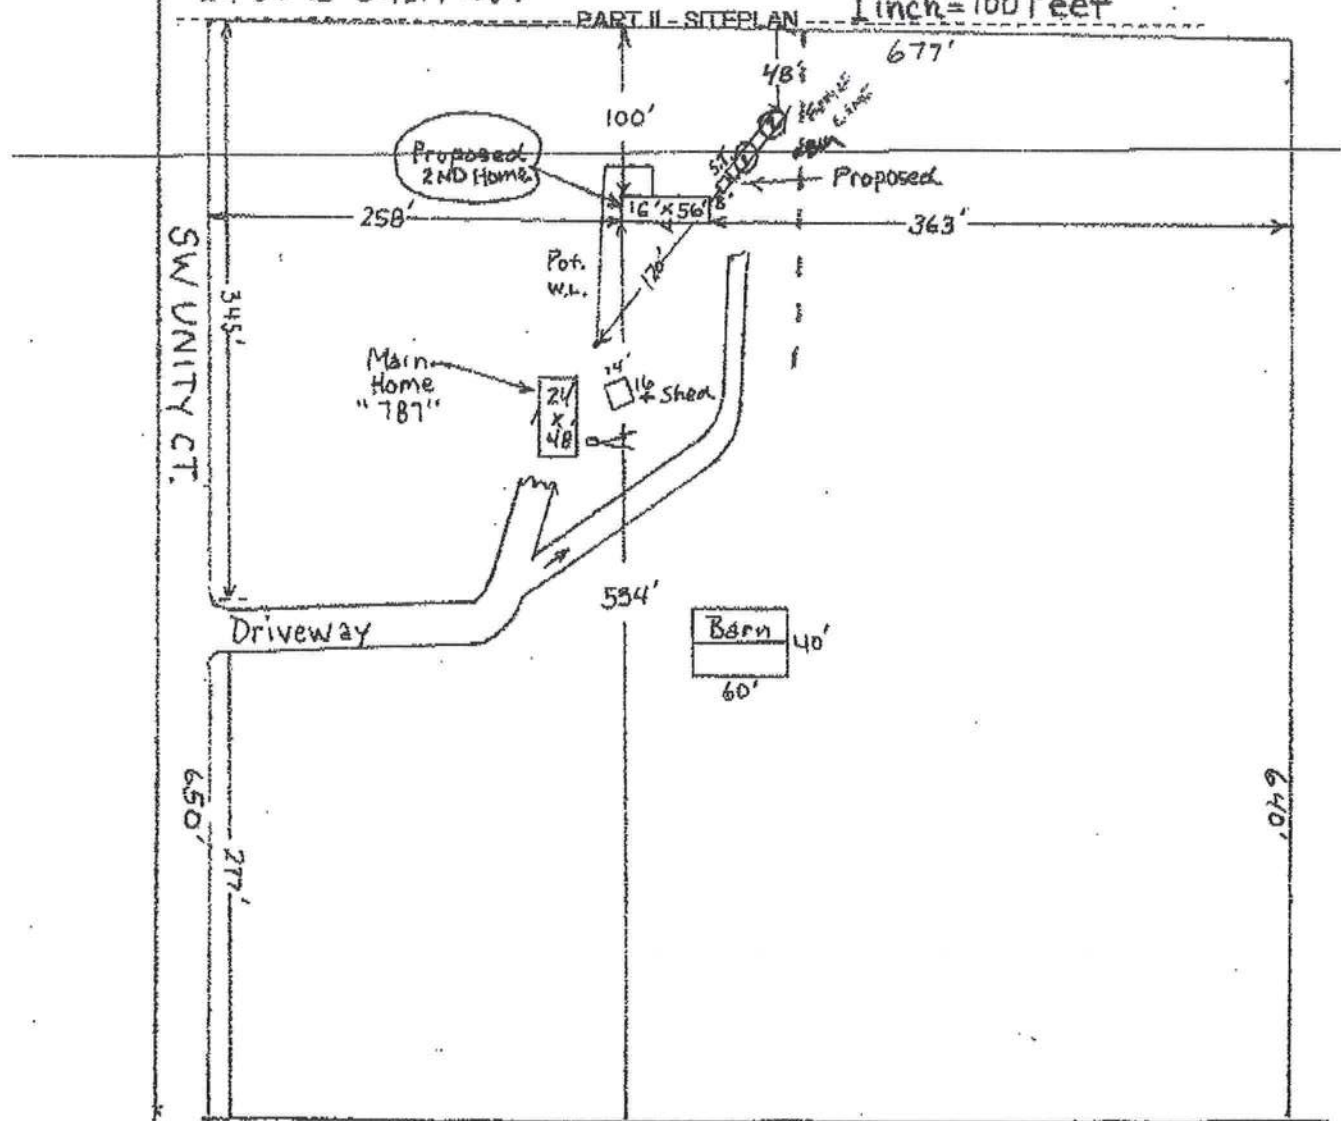 PART II - SITEPLAN
1 inch = 100 Feet
677'
48'
100'
Proposed
2ND Home
S.T.
Proposed
16' x 56'
8'
258'
363'
SW UNITY CT.
345'
Pot.
W.L.
120'
Main
Home
"787"
24
x
48'
14'
16
Shed
534'
Driveway
Barn
40'
60'
650'
277'
640'